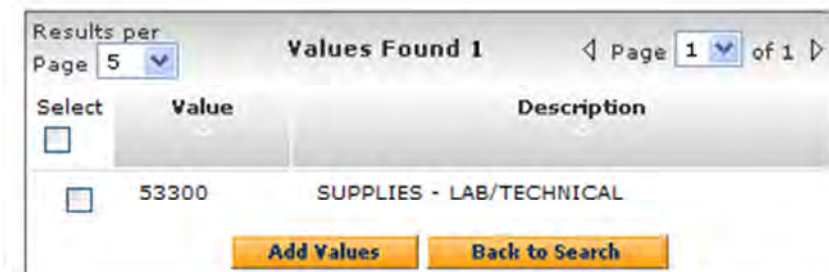 Results per
Page 5 Values Found 1 Page 1 of 1
Select Value Description
53300 SUPPLIES - LAB/TECHNICAL
Add Values Back to Search